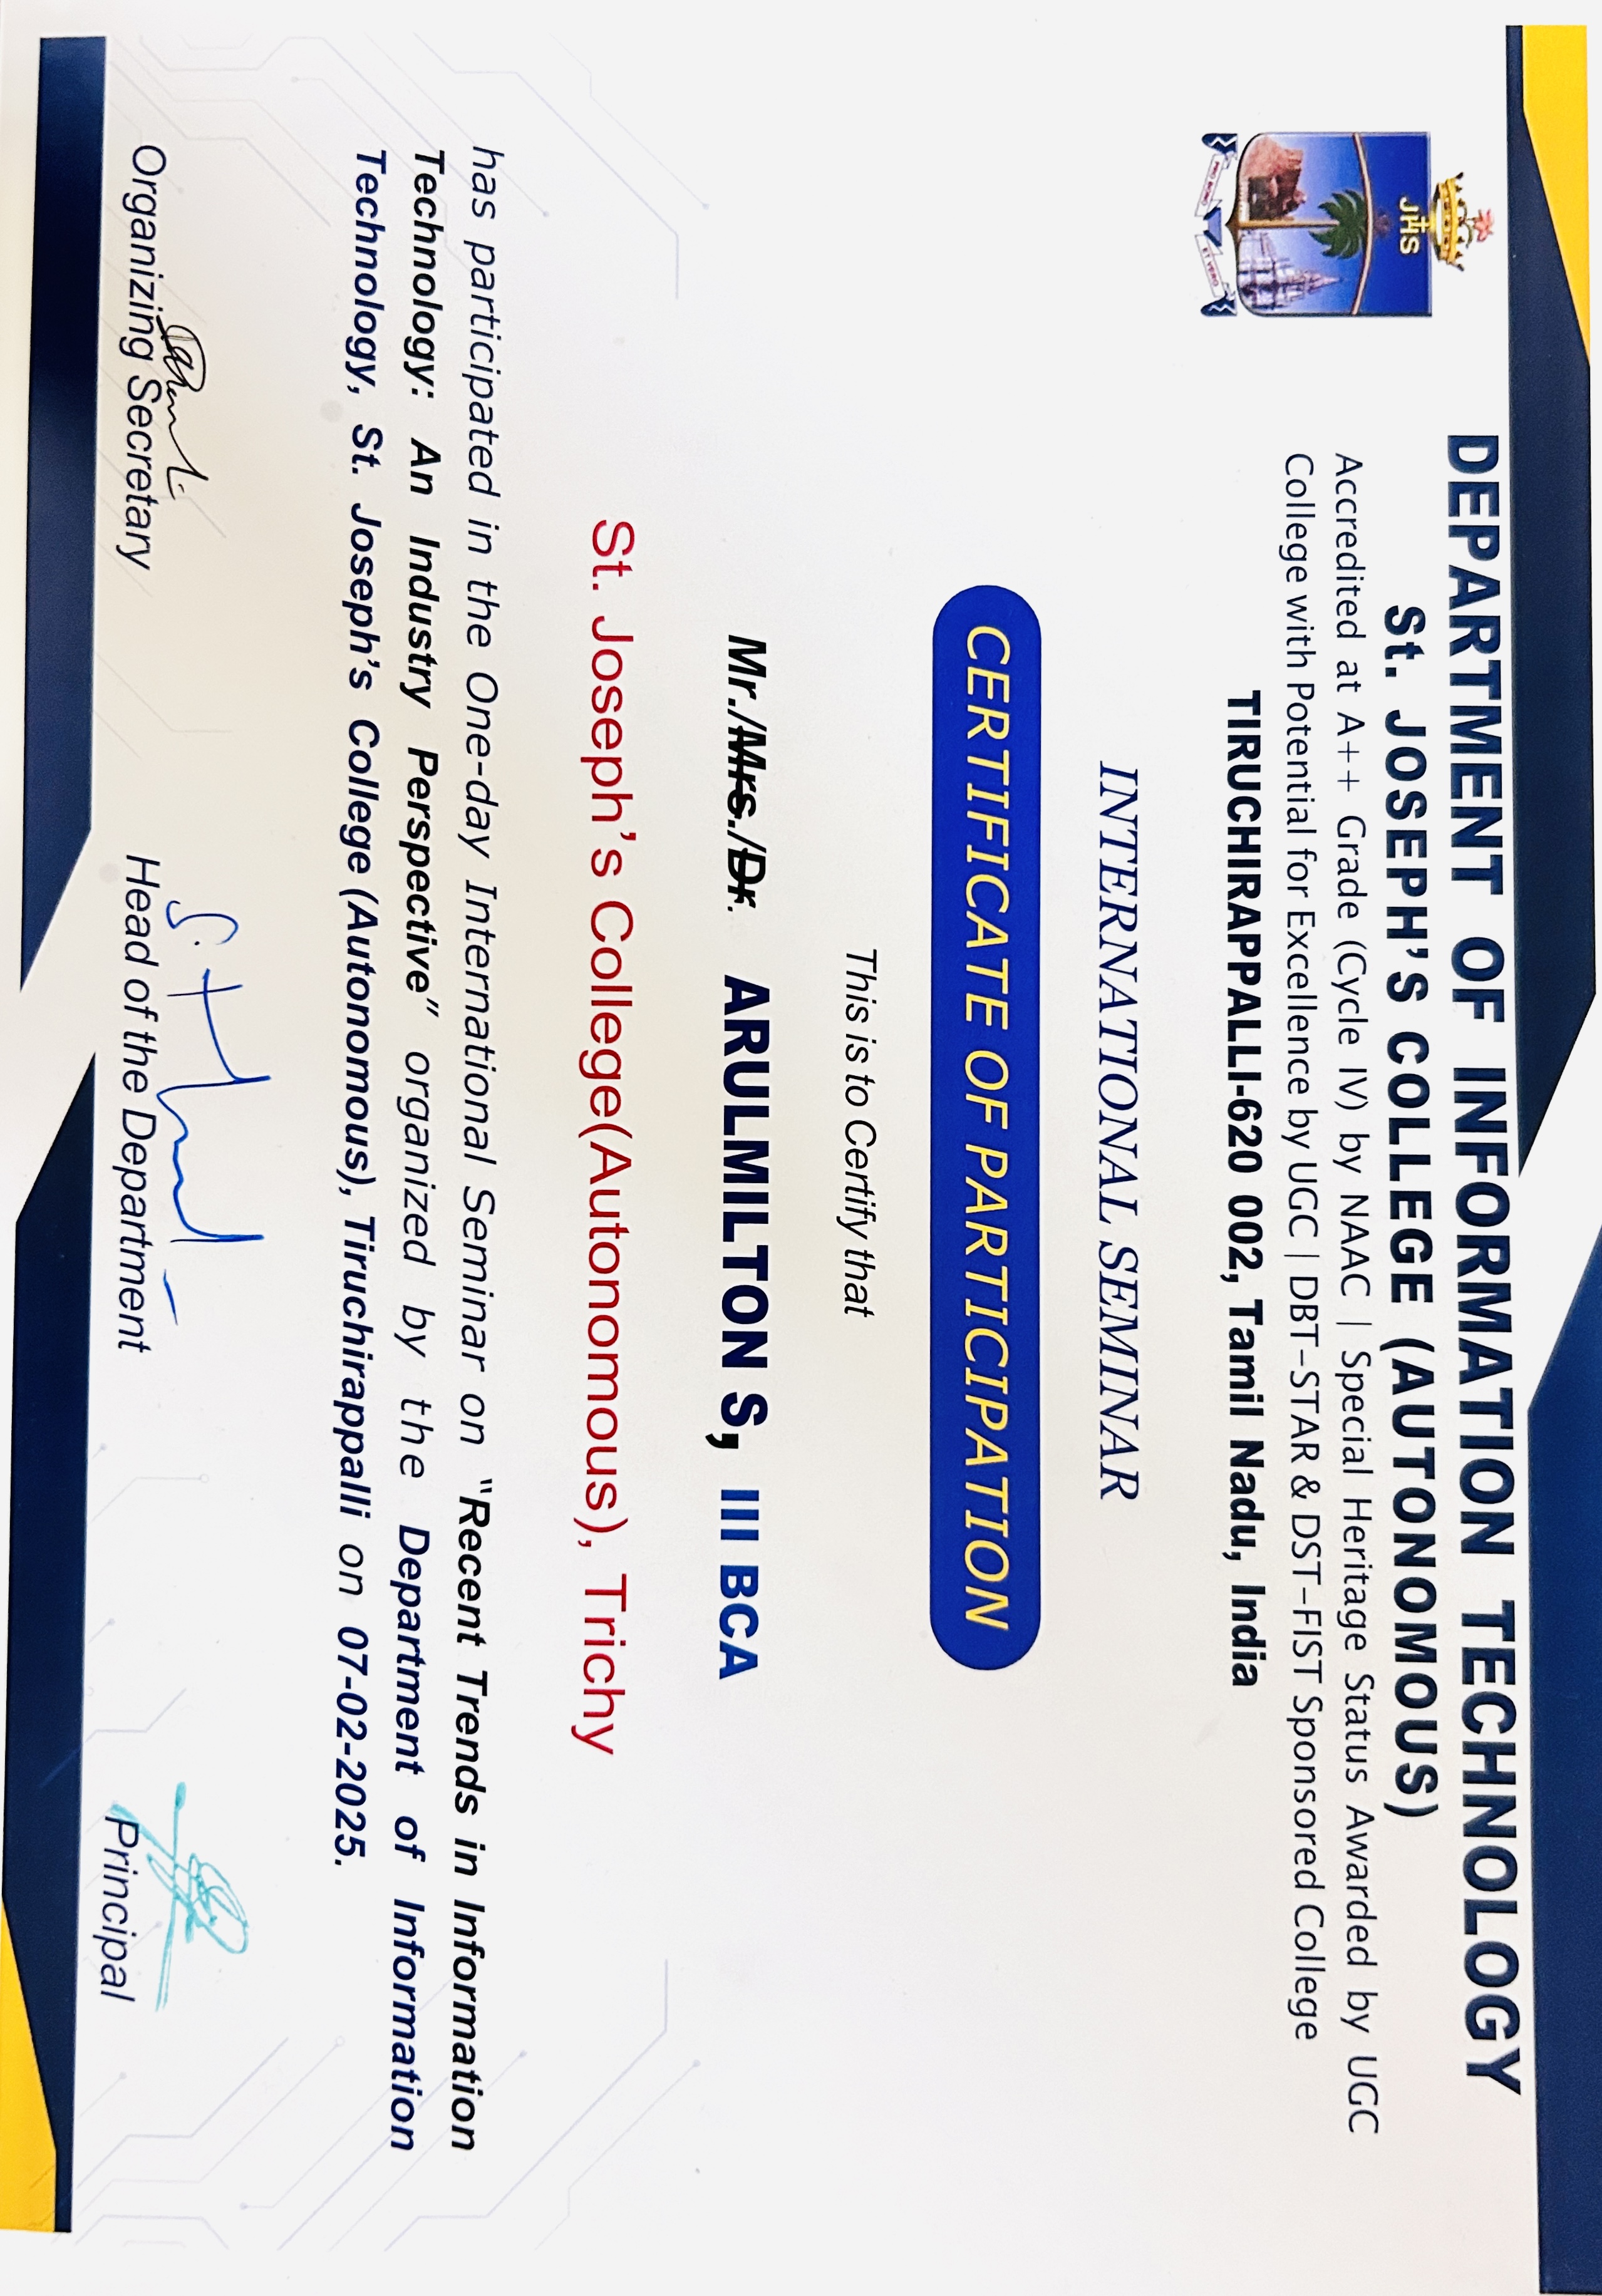 DEPARTMENT OF INFORMATION TECHNOLOGY
St. JOSEPH’S COLLEGE (AUTONOMOUS)
Accredited at A++ Grade (Cycle IV) by NAAC | Special Heritage Status Awarded by UGC
College with Potential for Excellence by UGC | DBT-STAR & DST-FIST Sponsored College
TIRUCHIRAPPALLI-620 002, Tamil Nadu, India
JHS
PRO BONO ET VERO
INTERNATIONAL SEMINAR
CERTIFICATE OF PARTICIPATION
This is to Certify that
Mr./Mrs./Dr. ARULMILTON S, III BCA
St. Joseph’s College(Autonomous), Trichy
has participated in the One-day International Seminar on “Recent Trends in Information
Technology: An Industry Perspective” organized by the Department of Information
Technology, St. Joseph’s College (Autonomous), Tiruchirappalli on 07-02-2025.
Organizing Secretary
Head of the Department
Principal